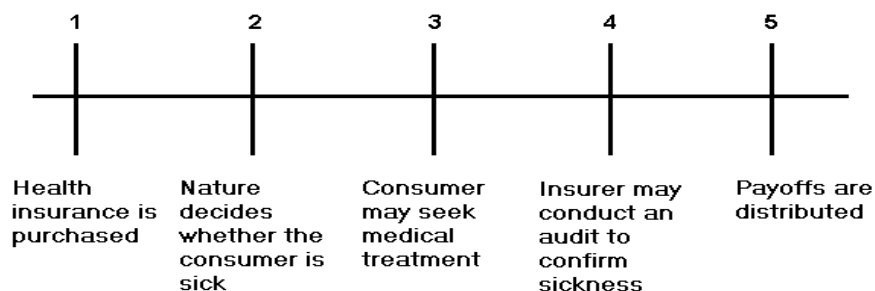 1 2 3 4 5
Health
insurance is
purchased
Nature
decides
whether the
consumer is
sick
Consumer
may seek
medical
treatment
Insurer may
conduct an
audit to
confirm
sickness
Payoffs are
distributed